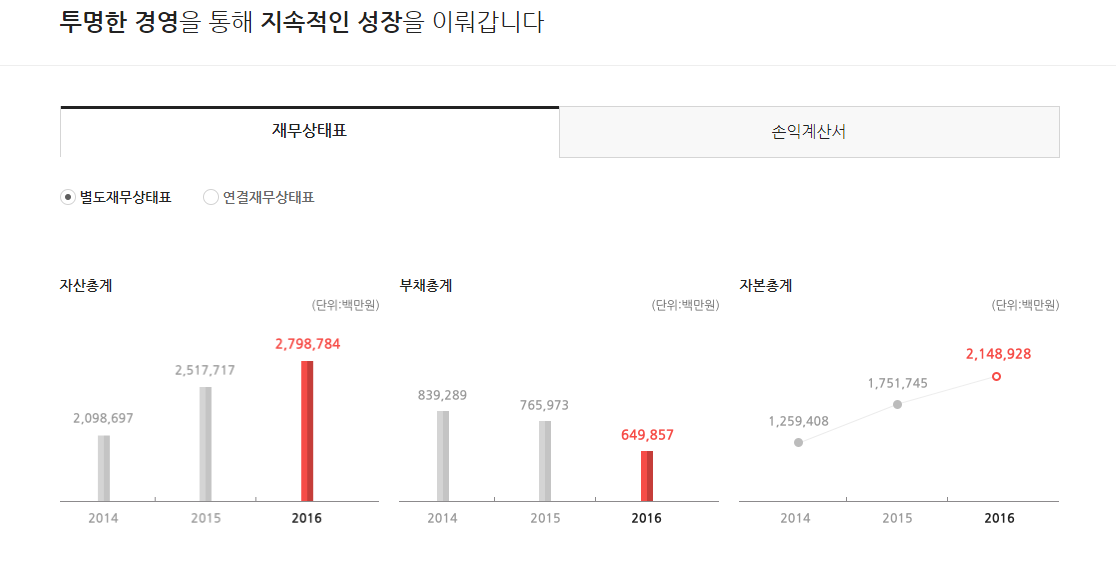 투명한 경영을 통해 지속적인 성장을 이뤄갑니다
재무상태표
손익계산서
별도재무상태표
연결재무상태표
자산총계
(단위:백만원)
2,098,697
2,517,717
2,798,784
2014
2015
2016
부채총계
(단위:백만원)
839,289
765,973
649,857
2014
2015
2016
자본총계
(단위:백만원)
1,259,408
1,751,745
2,148,928
2014
2015
2016